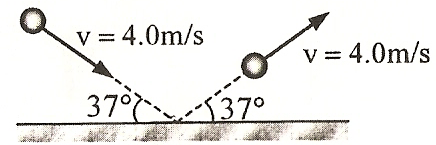 v = 4.0m/s
v = 4.0m/s
37°
37°